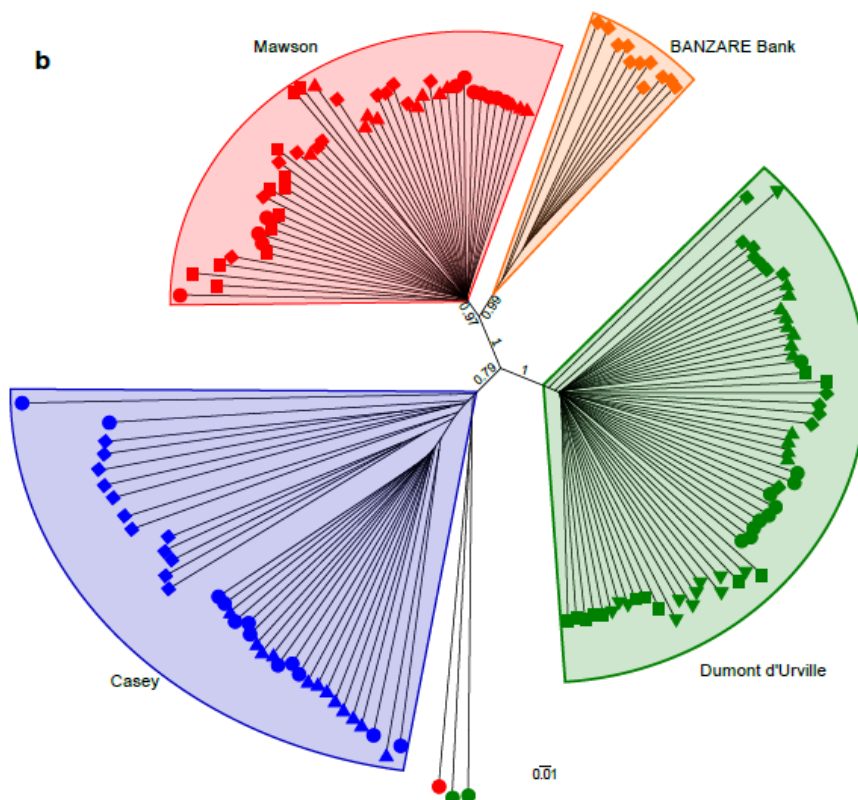 b
Mawson
BANZARE Bank
0.97
0.99
1
0.79
1
Casey
Dumont d'Urville
0.01